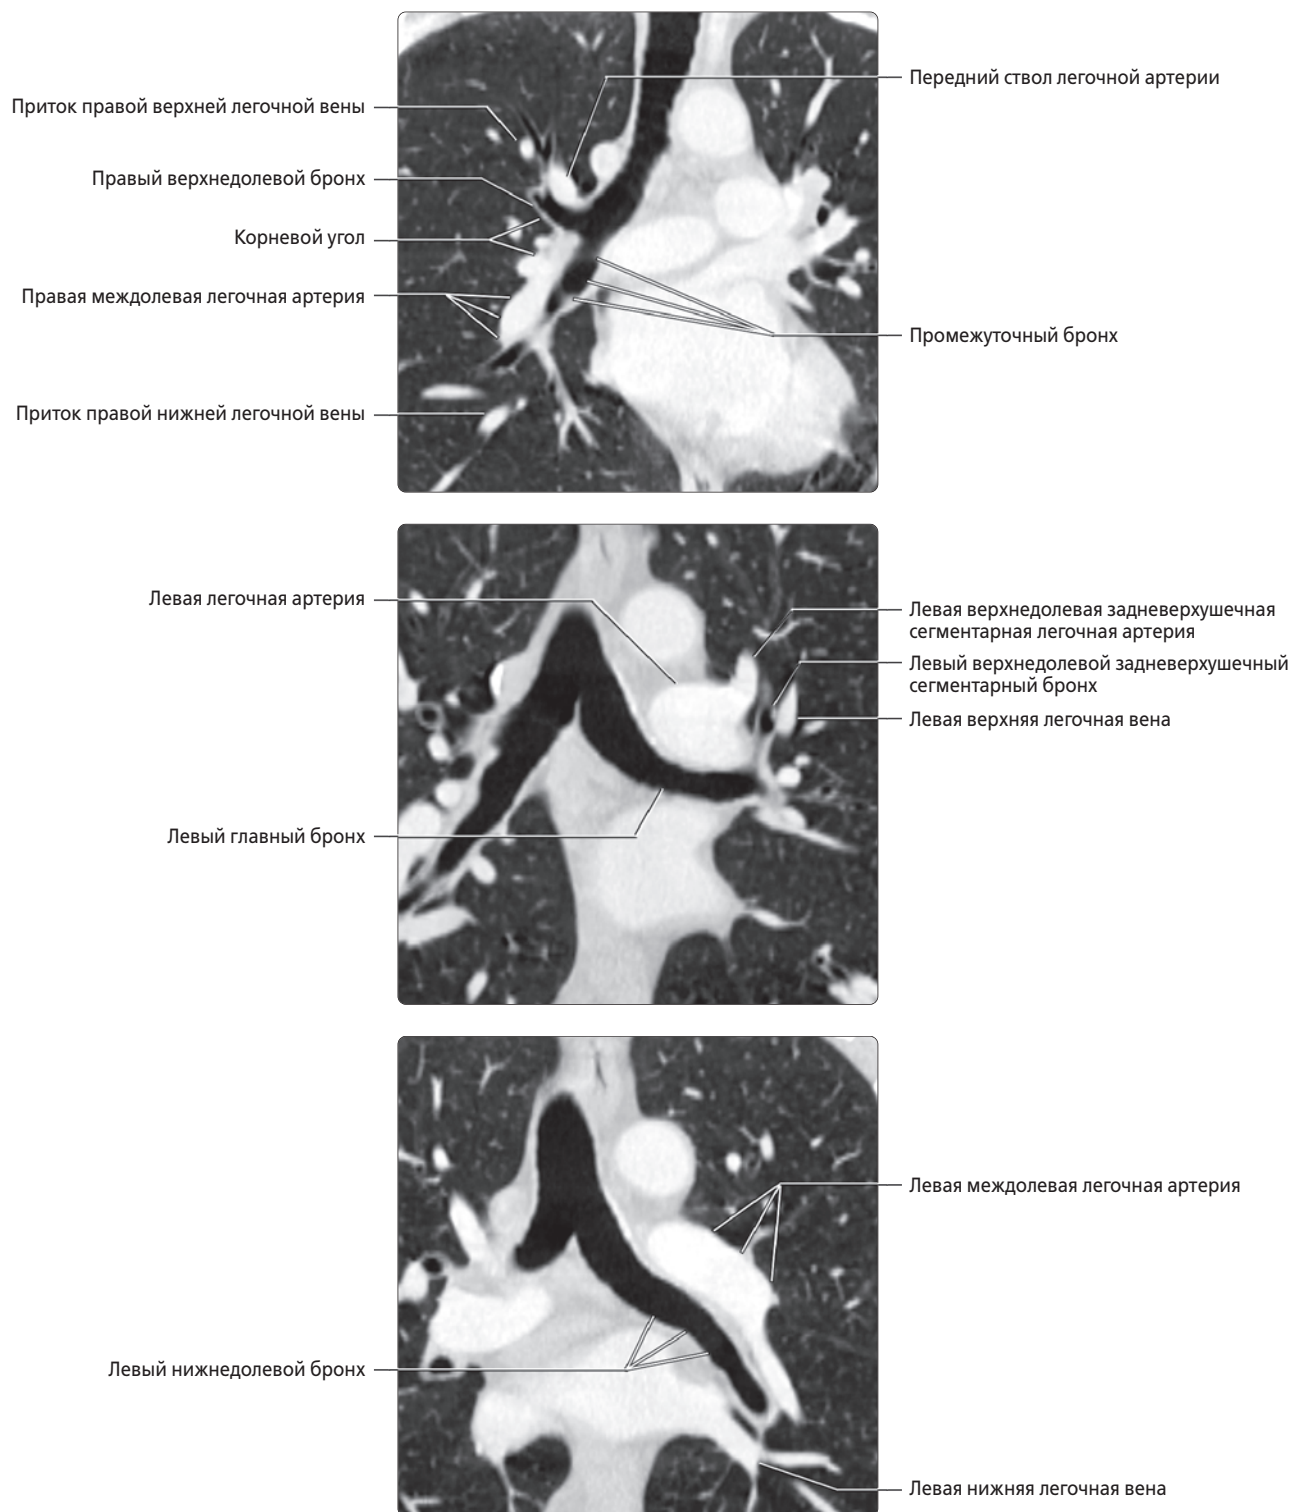 Передний ствол легочной артерии
Приток правой верхней легочной вены
Правый верхнедолевой бронх
Корневой угол
Правая междолевая легочная артерия
Промежуточный бронх
Приток правой нижней легочной вены
Левая легочная артерия
Левая верхнедолевая задневерхушечная
сегментарная легочная артерия
Левый верхнедолевой задневерхушечный
сегментарный бронх
Левая верхняя легочная вена
Левый главный бронх
Левая междолевая легочная артерия
Левый нижнедолевой бронх
Левая нижняя легочная вена